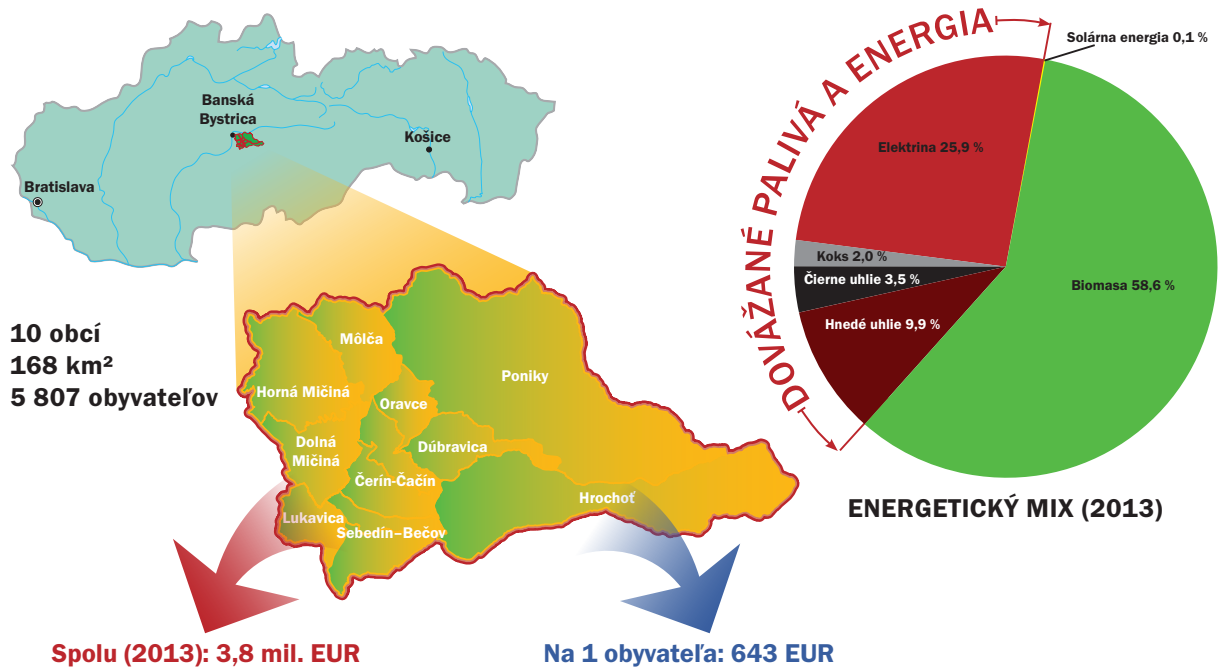 Banská
Bystrica
Košice
Bratislava
10 obcí
168 km²
5 807 obyvateľov
Môlča
Poniky
Horná Mičiná
Oravce
Dolná
Mičiná
Dúbravica
Čerín-Čačín
Hrochoť
Lukavica
Sebedín–Bečov
Spolu (2013): 3,8 mil. EUR
Na 1 obyvateľa: 643 EUR
DOVÁŽANÉ PALIVÁ A ENERGIA
Solárna energia 0,1 %
Elektrina 25,9 %
Koks 2,0 %
Čierne uhlie 3,5 %
Hnedé uhlie 9,9 %
Biomasa 58,6 %
ENERGETICKÝ MIX (2013)